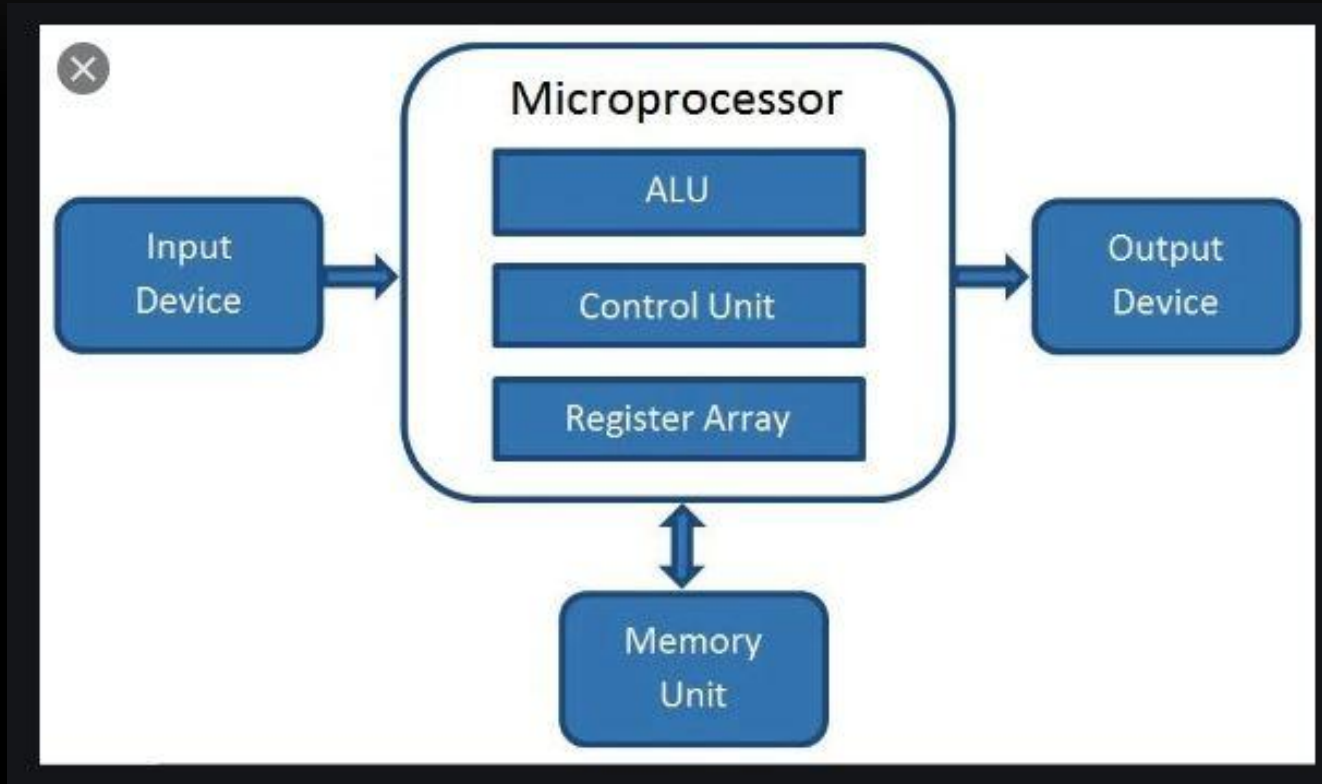 Microprocessor
ALU
Input
Device
Control Unit
Output
Device
Register Array
Memory
Unit